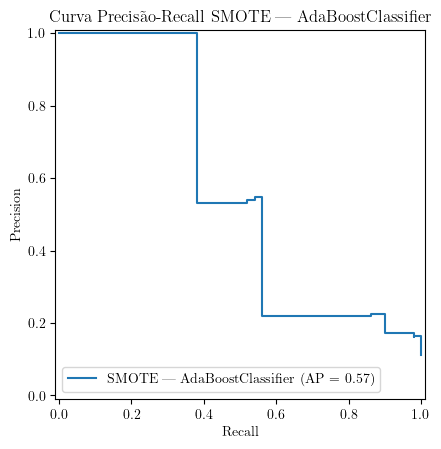 Curva Precisão-Recall SMOTE — AdaBoostClassifier
1.0
0.8
0.6
0.4
0.2
0.0
Precision
SMOTE — AdaBoostClassifier (AP = 0.57)
0.0 0.2 0.4 0.6 0.8 1.0
Recall